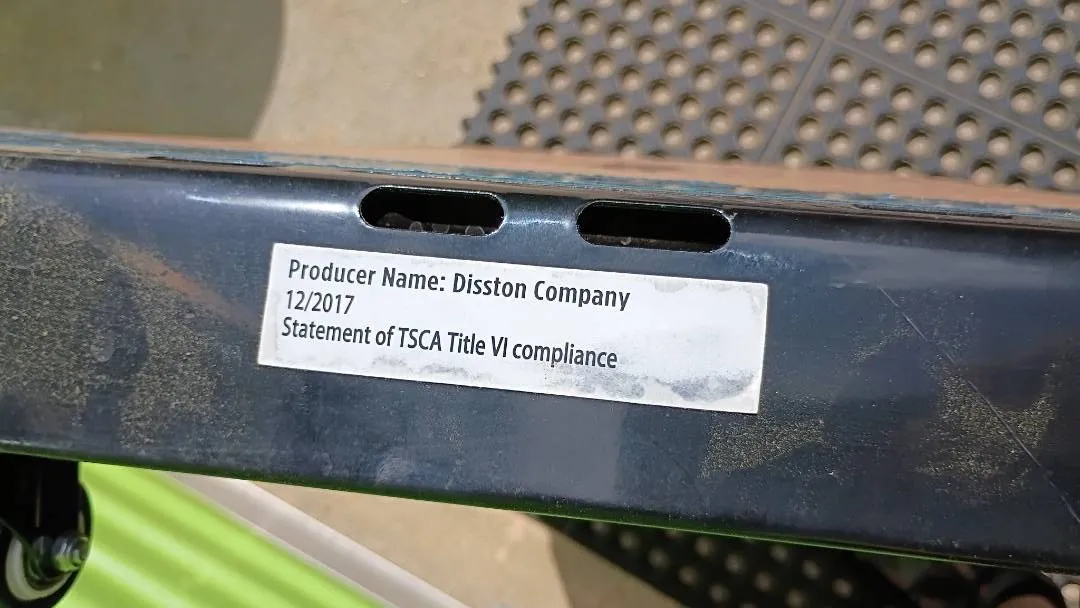 Producer Name: Disston Company
12/2017
Statement of TSCA Title VI compliance